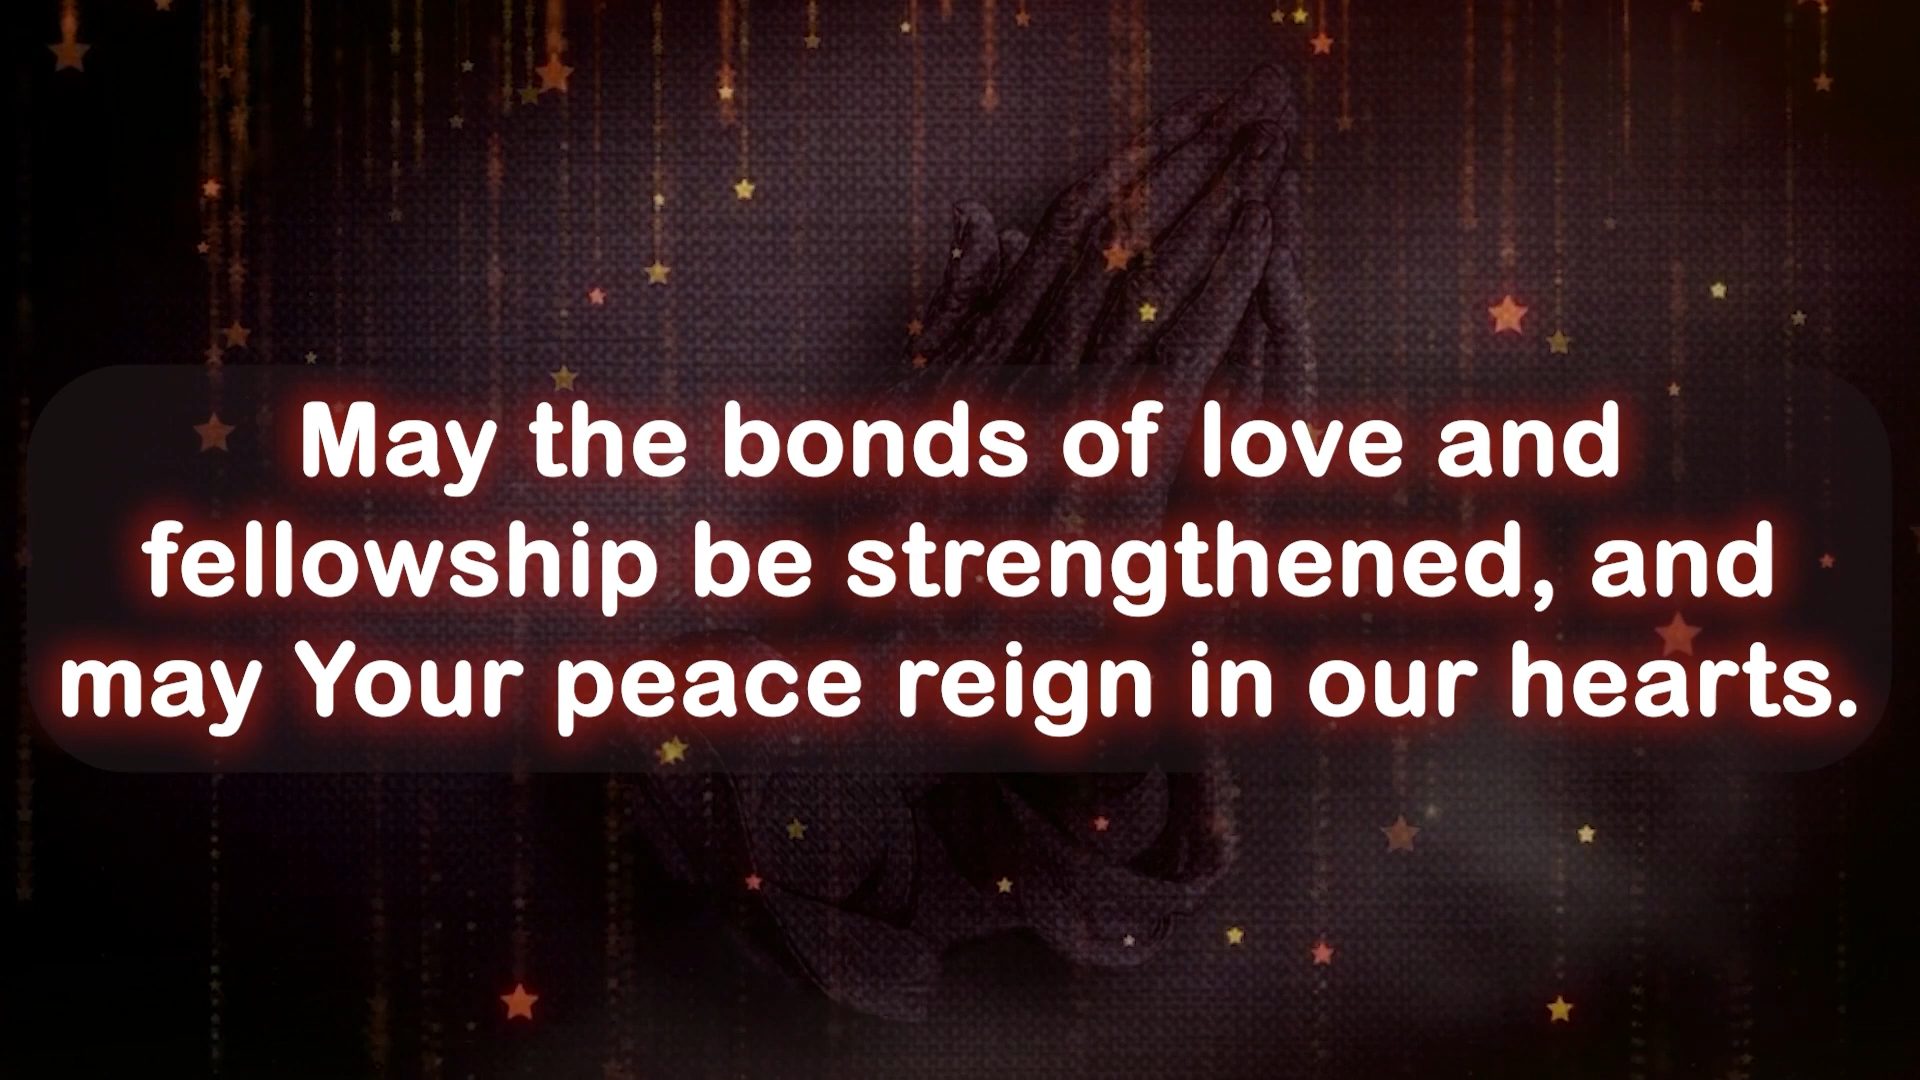 May the bonds of love and
fellowship be strengthened, and
may Your peace reign in our hearts.